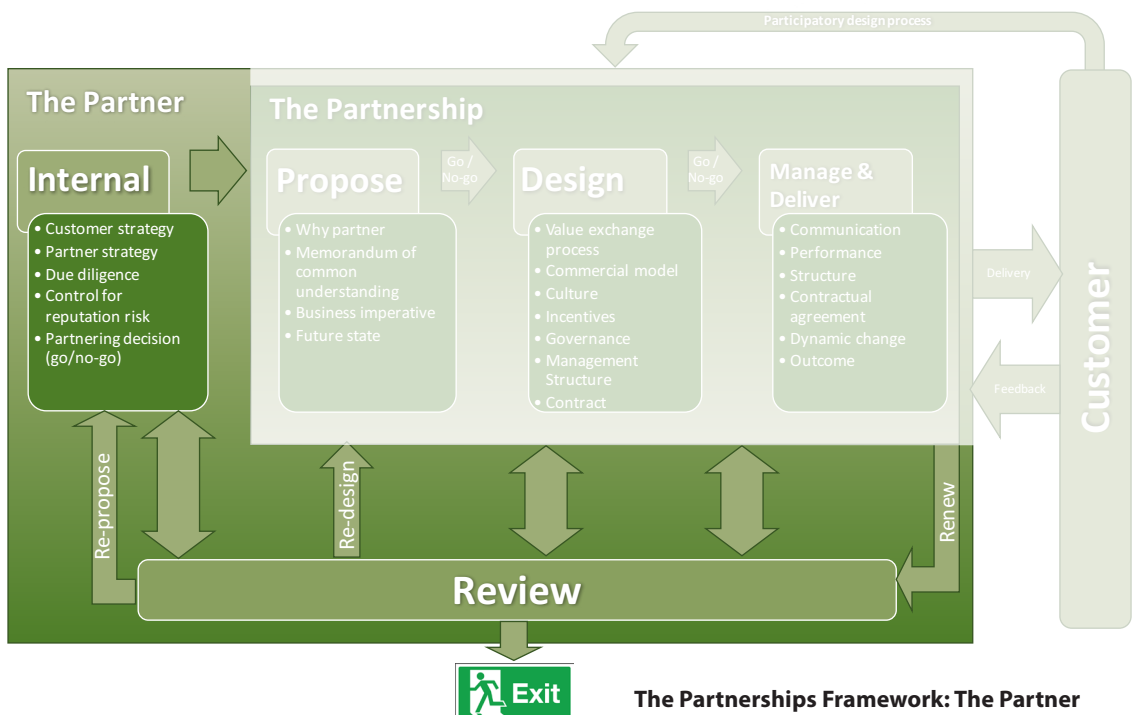 Participatory design process
The Partner
The Partnership
Internal
• Customer strategy
• Partner strategy
• Due diligence
• Control for
reputation risk
• Partnering decision
(go/no-go)
Propose
• Why partner
• Memorandum of
common
understanding
• Business imperative
• Future state
Go /
No-go
Design
• Value exchange
process
• Commercial model
• Culture
• Incentives
• Governance
• Management
Structure
• Contract
Go /
No-go
Manage &
Deliver
• Communication
• Performance
• Structure
• Contractual
agreement
• Dynamic change
• Outcome
Delivery
Feedback
Customer
Re-propose
Re-design
Renew
Review
Exit
The Partnerships Framework: The Partner